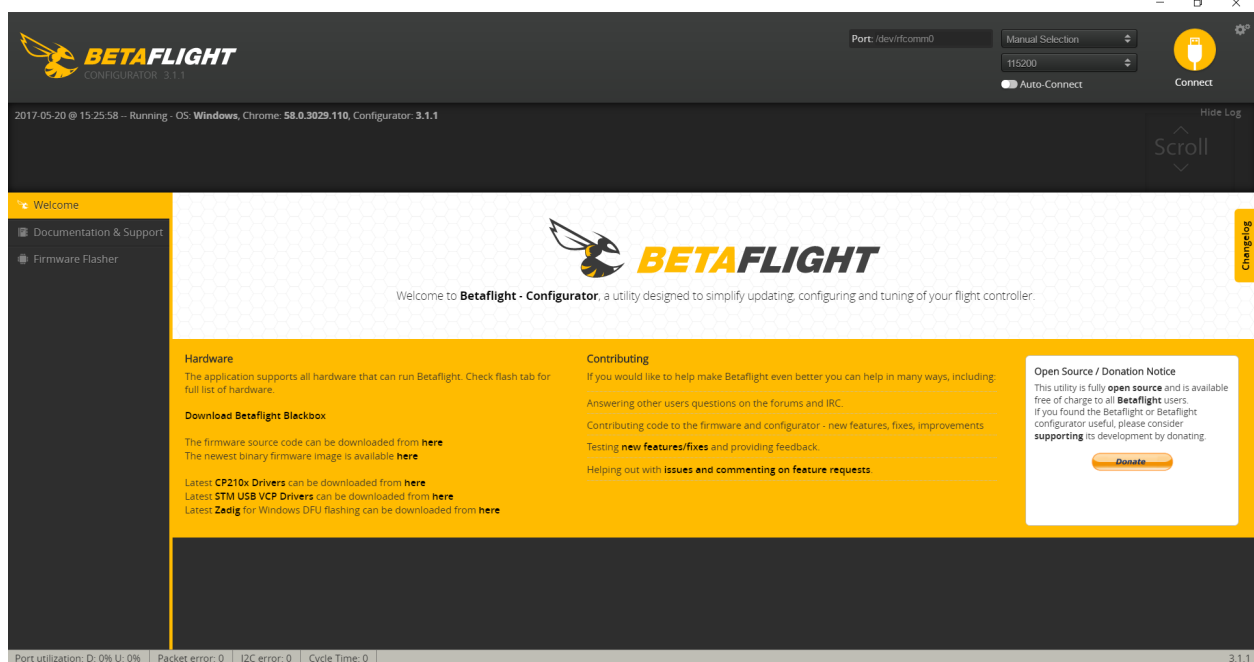 BETAFLIGHT
CONFIGURATOR 3.1.1
Port: /dev/rfcomm0
Manual Selection
115200
Auto-Connect
Connect
2017-05-20 @ 15:25:58 -- Running - OS: Windows, Chrome: 58.0.3029.110, Configurator: 3.1.1
Hide Log
Scroll
Welcome
Documentation & Support
Firmware Flasher
Changelog
BETAFLIGHT
Welcome to Betaflight - Configurator, a utility designed to simplify updating, configuring and tuning of your flight controller.
Hardware
The application supports all hardware that can run Betaflight. Check flash tab for
full list of hardware.
Download Betaflight Blackbox
The firmware source code can be downloaded from here
The newest binary firmware image is available here
Latest CP210x Drivers can be downloaded from here
Latest STM USB VCP Drivers can be downloaded from here
Latest Zadig for Windows DFU flashing can be downloaded from here
Contributing
If you would like to help make Betaflight even better you can help in many ways, including:
Answering other users questions on the forums and IRC.
Contributing code to the firmware and configurator - new features, fixes, improvements
Testing new features/fixes and providing feedback.
Helping out with issues and commenting on feature requests.
Open Source / Donation Notice
This utility is fully open source and is available
free of charge to all Betaflight users.
If you found the Betaflight or Betaflight
configurator useful, please consider
supporting its development by donating.
Donate
Port utilization: D: 0% U: 0%
Packet error: 0
I2C error: 0
Cycle Time: 0
3.1.1